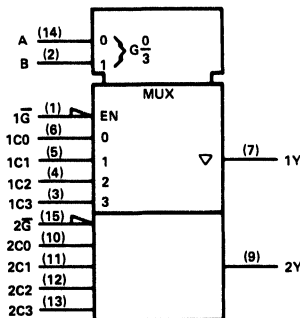 A (14) 0
B (2) 1
} G 0/3
MUX
1G̅ (1) EN
1C0 (6) 0
1C1 (5) 1
1C2 (4) 2
1C3 (3) 3
▽ (7) 1Y
2G̅ (15)
2C0 (10)
2C1 (11)
2C2 (12)
2C3 (13)
(9) 2Y